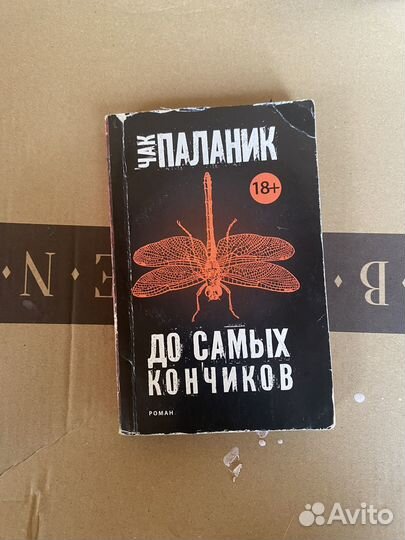 ЧАК
ПАЛАНИК
18+
ДО САМЫХ
КОНЧИКОВ
РОМАН
N • E
B
Avito